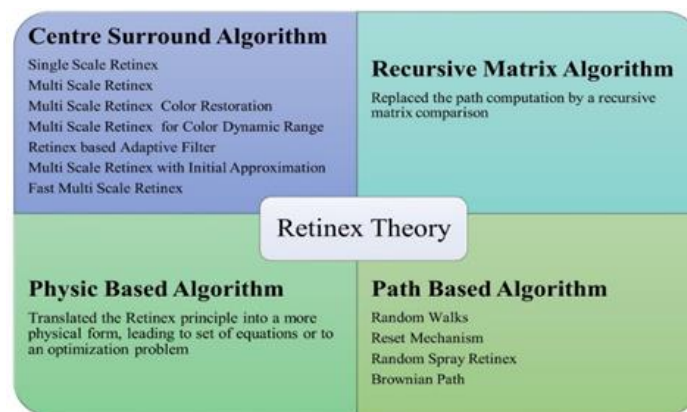 Centre Surround Algorithm
Single Scale Retinex
Multi Scale Retinex
Multi Scale Retinex Color Restoration
Multi Scale Retinex for Color Dynamic Range
Retinex based Adaptive Filter
Multi Scale Retinex with Initial Approximation
Fast Multi Scale Retinex
Recursive Matrix Algorithm
Replaced the path computation by a recursive
matrix comparison
Retinex Theory
Physic Based Algorithm
Translated the Retinex principle into a more
physical form, leading to set of equations or to
an optimization problem
Path Based Algorithm
Random Walks
Reset Mechanism
Random Spray Retinex
Brownian Path